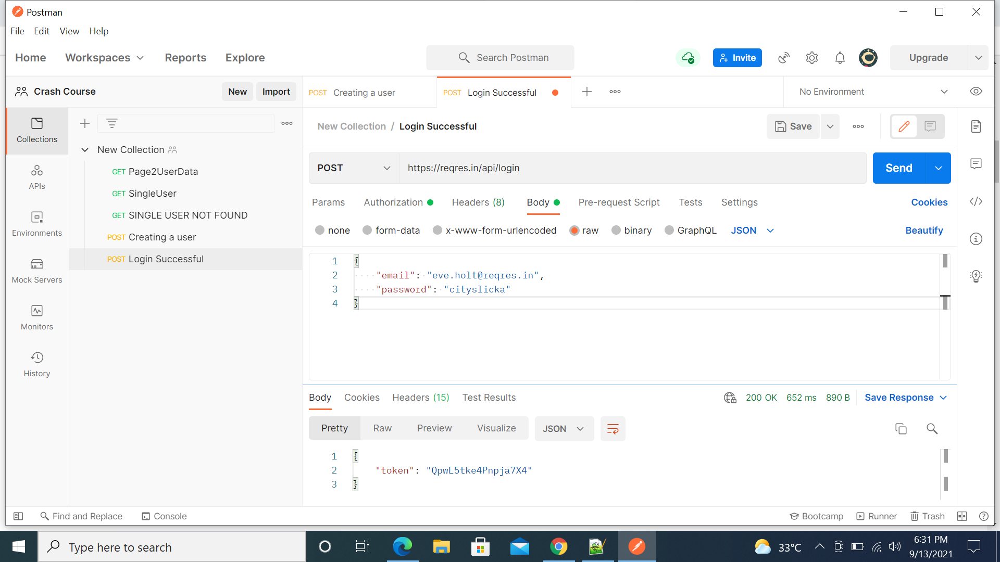 Postman
File Edit View Help
Home Workspaces Reports Explore Search Postman Invite Upgrade
Crash Course New Import POST Creating a user POST Login Successful No Environment
New Collection / Login Successful Save
Collections
New Collection
GET Page2UserData
GET SingleUser
GET SINGLE USER NOT FOUND
POST Creating a user
POST Login Successful
APIs
Environments
Mock Servers
Monitors
History
POST https://reqres.in/api/login Send
Params Authorization Headers (8) Body Pre-request Script Tests Settings Cookies
none form-data x-www-form-urlencoded raw binary GraphQL JSON Beautify
1 {
2 "email": "eve.holt@reqres.in",
3 "password": "cityslicka"
4 }
Body Cookies Headers (15) Test Results 200 OK 652 ms 890 B Save Response
Pretty Raw Preview Visualize JSON
1 {
2 "token": "QpwL5tke4Pnpja7X4"
3 }
Find and Replace Console Bootcamp Runner Trash
Type here to search 33°C 6:31 PM
9/13/2021